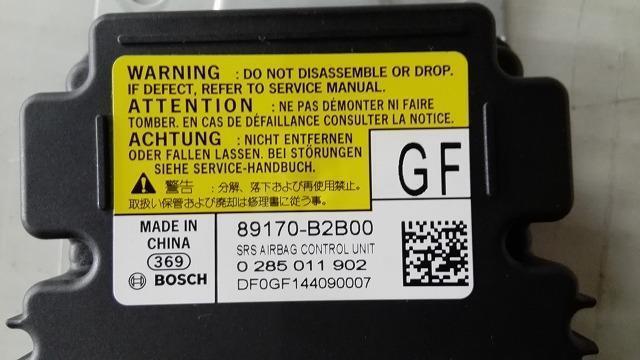 WARNING : DO NOT DISASSEMBLE OR DROP.
IF DEFECT, REFER TO SERVICE MANUAL.
ATTENTION : NE PAS DÉMONTER NI FAIRE
TOMBER. EN CAS DE DÉFAILLANCE CONSULTER LA NOTICE.
ACHTUNG : NICHT ENTFERNEN
ODER FALLEN LASSEN. BEI STÖRUNGEN
SIEHE SERVICE-HANDBUCH.
GF
警告 : 分解、落下および再使用禁止。
取扱い保管および廃却は修理書に従う事。
MADE IN
CHINA
369
BOSCH
89170-B2B00
SRS AIRBAG CONTROL UNIT
0 285 011 902
DF0GF144090007